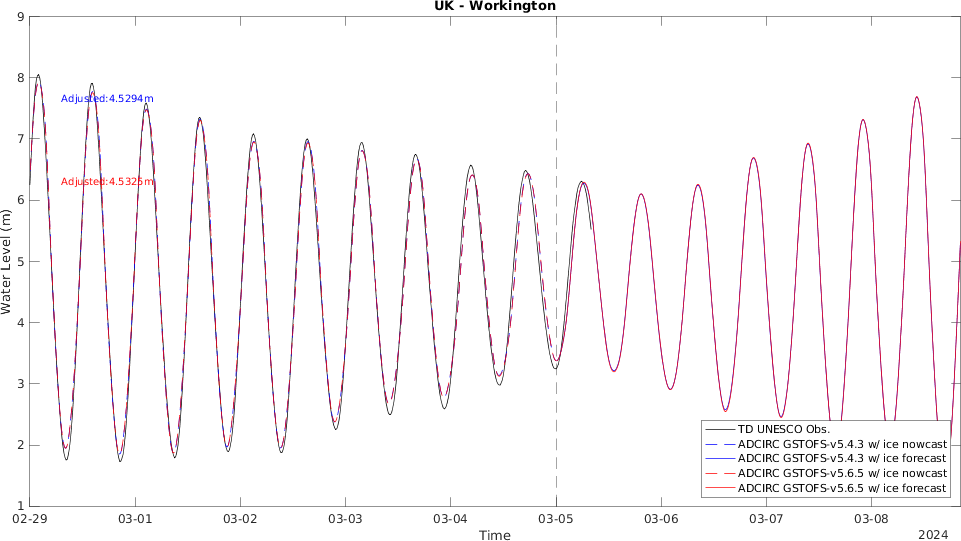 UK - Workington
9
8
7
6
5
4
3
2
1
Water Level (m)
Adjusted:4.5294m
Adjusted:4.5325m
TD UNESCO Obs.
ADCIRC GSTOFS-v5.4.3 w/ ice nowcast
ADCIRC GSTOFS-v5.4.3 w/ ice forecast
ADCIRC GSTOFS-v5.6.5 w/ ice nowcast
ADCIRC GSTOFS-v5.6.5 w/ ice forecast
02-29 03-01 03-02 03-03 03-04 03-05 03-06 03-07 03-08
Time
2024